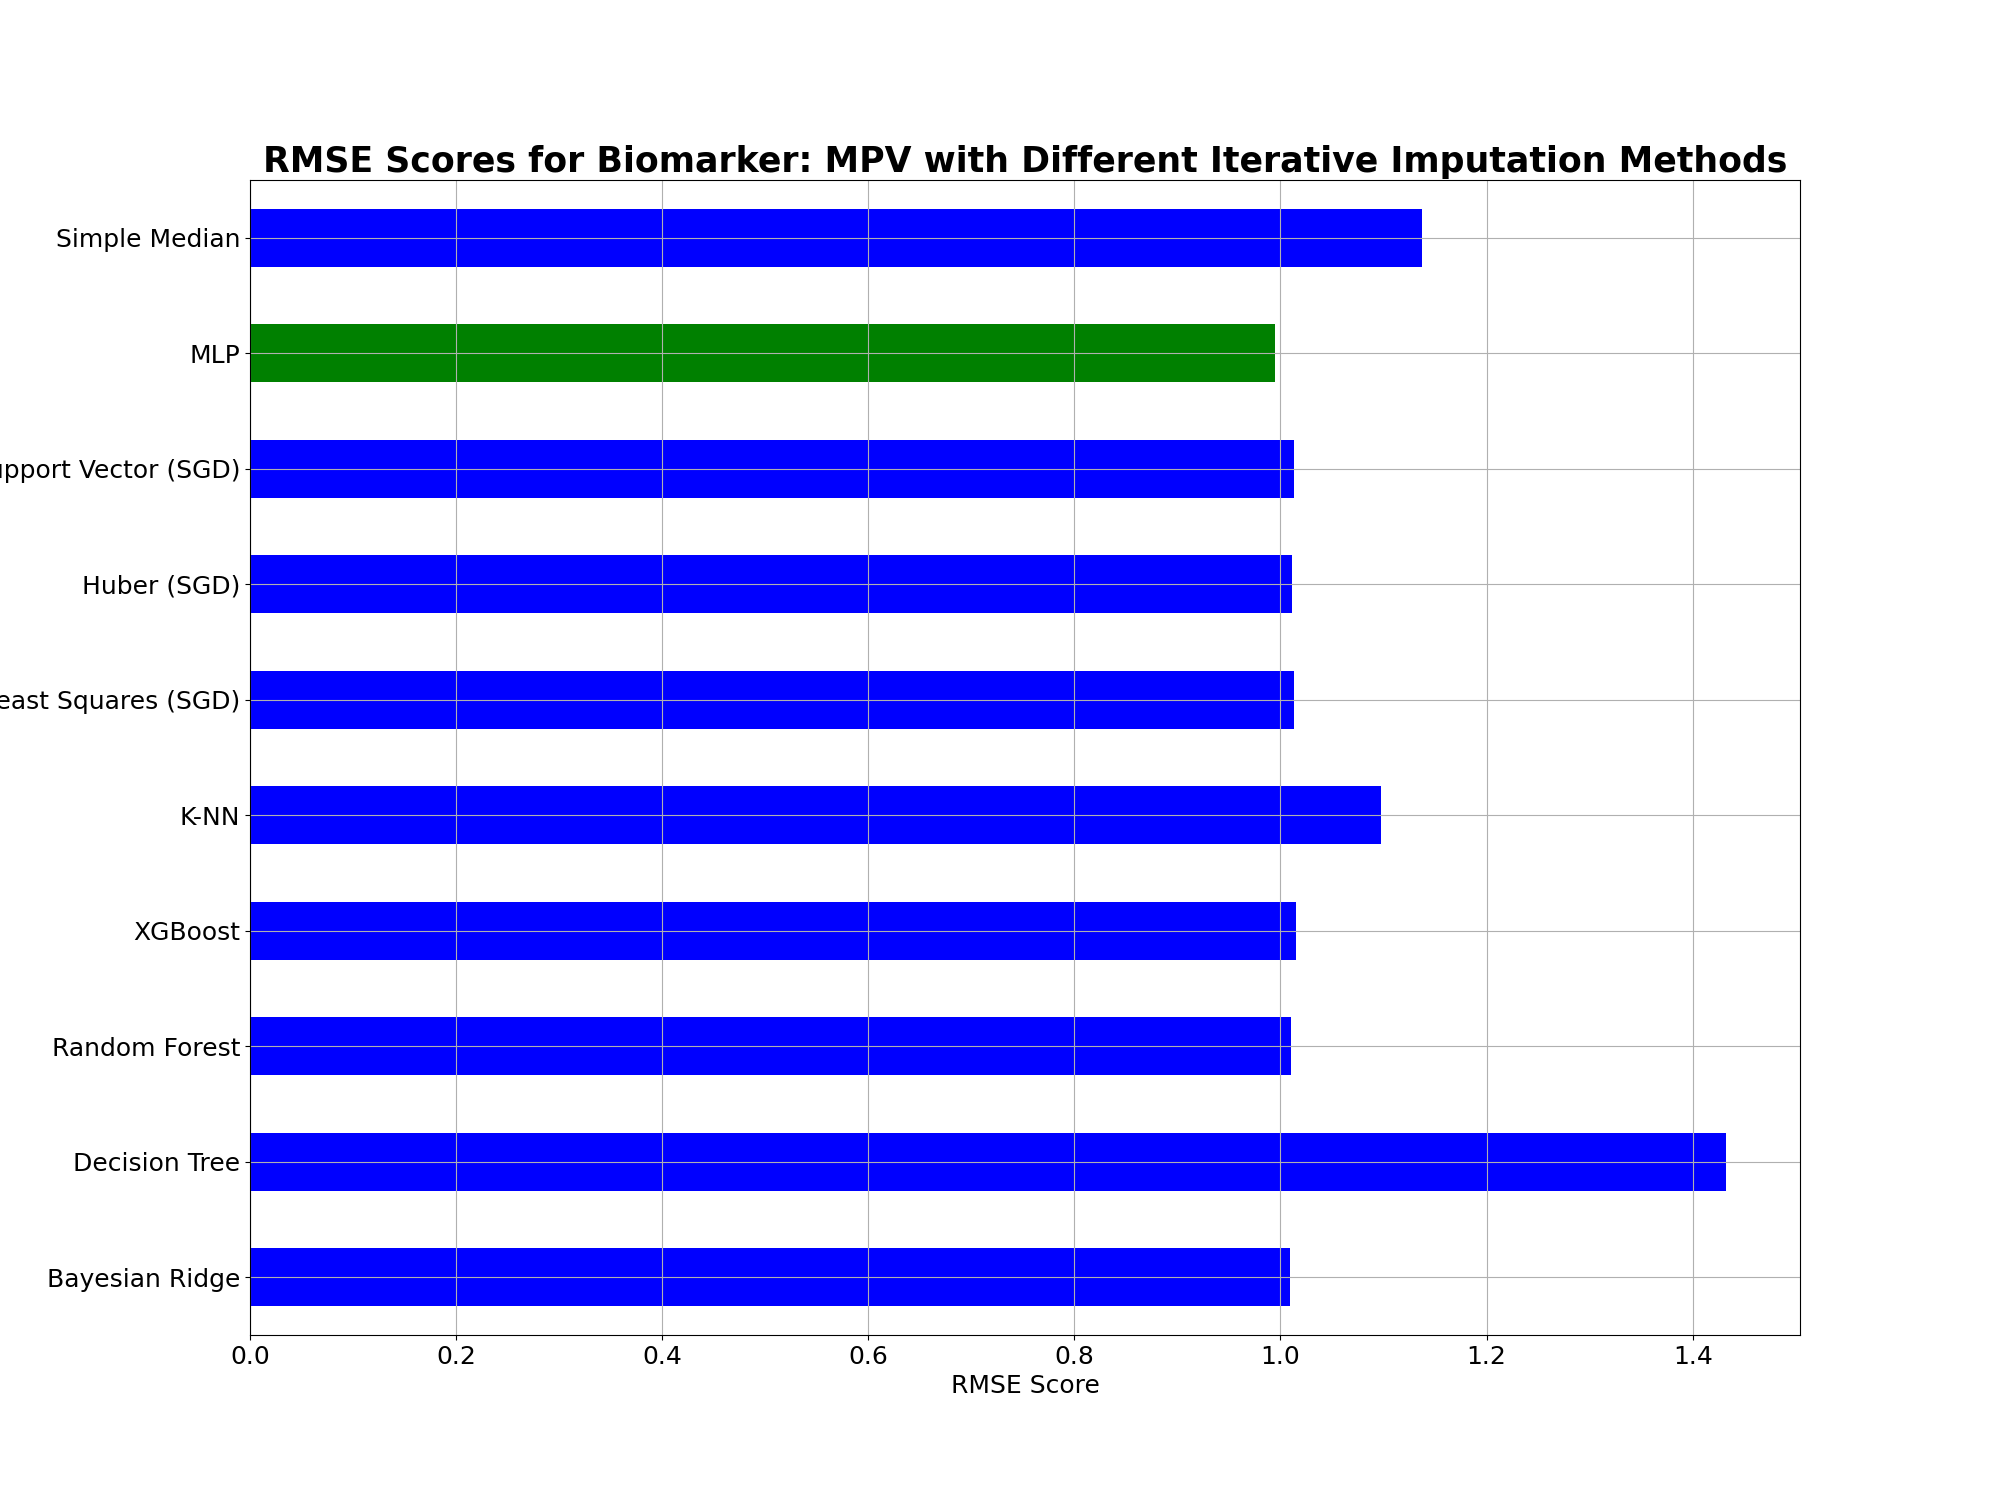 RMSE Scores for Biomarker: MPV with Different Iterative Imputation Methods
Simple Median
MLP
upport Vector (SGD)
Huber (SGD)
east Squares (SGD)
K-NN
XGBoost
Random Forest
Decision Tree
Bayesian Ridge
0.0 0.2 0.4 0.6 0.8 1.0 1.2 1.4
RMSE Score